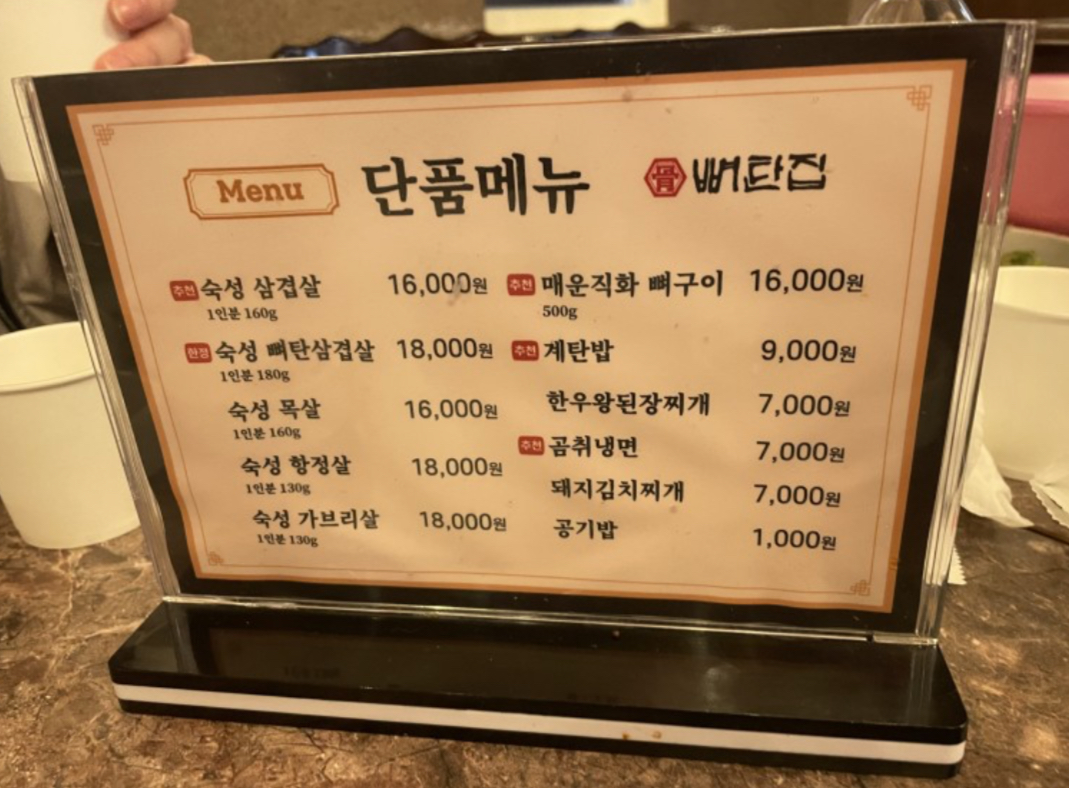 Menu
단품메뉴
骨 뼈탄집
추천 숙성 삼겹살 16,000원
1인분 160g
한정 숙성 뼈탄삼겹살 18,000원
1인분 180g
숙성 목살 16,000원
1인분 160g
숙성 항정살 18,000원
1인분 130g
숙성 가브리살 18,000원
1인분 130g
추천 매운직화 뼈구이 16,000원
500g
추천 계탄밥 9,000원
한우왕된장찌개 7,000원
추천 곰취냉면 7,000원
돼지김치찌개 7,000원
공기밥 1,000원